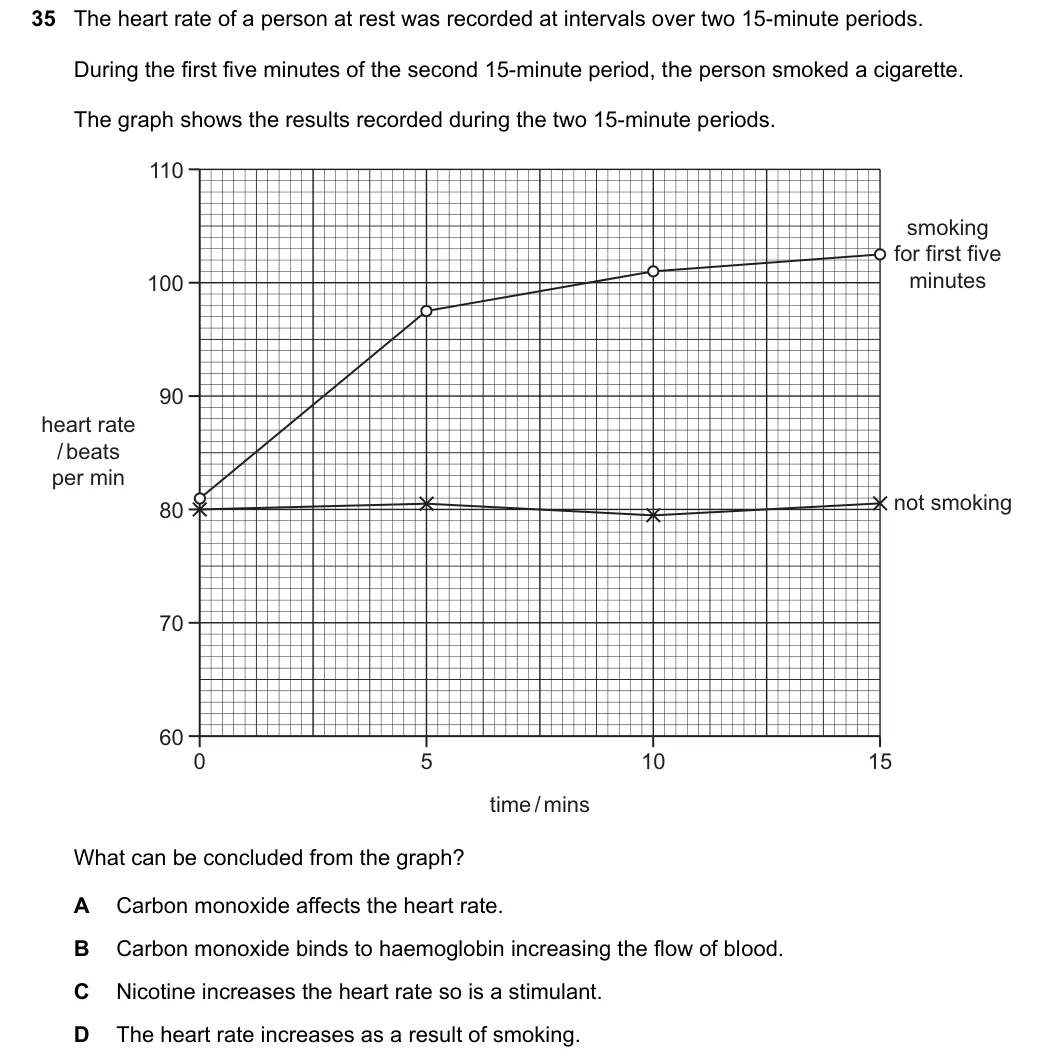 35 The heart rate of a person at rest was recorded at intervals over two 15-minute periods.
During the first five minutes of the second 15-minute period, the person smoked a cigarette.
The graph shows the results recorded during the two 15-minute periods.
110
100
90
80
70
60
heart rate
/ beats
per min
smoking
for first five
minutes
not smoking
0 5 10 15
time / mins
What can be concluded from the graph?
A Carbon monoxide affects the heart rate.
B Carbon monoxide binds to haemoglobin increasing the flow of blood.
C Nicotine increases the heart rate so is a stimulant.
D The heart rate increases as a result of smoking.